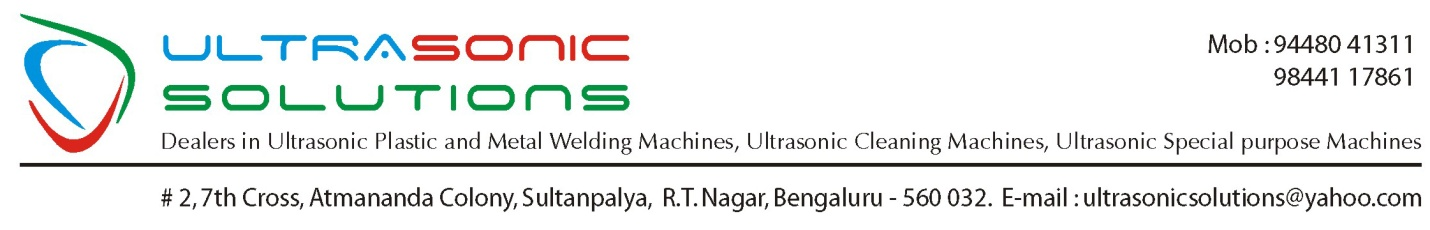 ULTRASONIC
SOLUTIONS
Mob : 94480 41311
98441 17861
Dealers in Ultrasonic Plastic and Metal Welding Machines, Ultrasonic Cleaning Machines, Ultrasonic Special purpose Machines
# 2, 7th Cross, Atmananda Colony, Sultanpalya, R.T. Nagar, Bengaluru - 560 032. E-mail : ultrasonicsolutions@yahoo.com